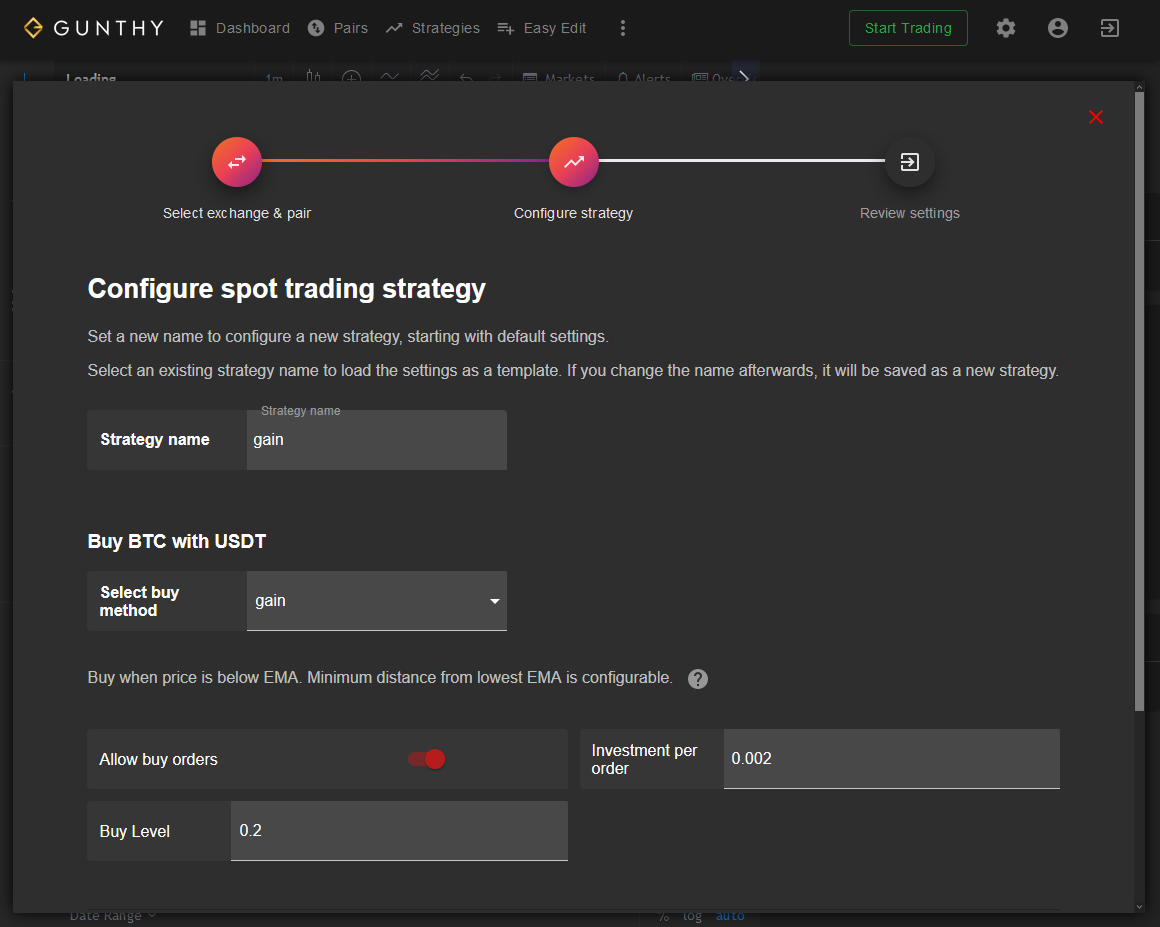 GUNTHY Dashboard Pairs Strategies Easy Edit Start Trading
Loading 1m Markets Alerts
Select exchange & pair Configure strategy Review settings
Configure spot trading strategy
Set a new name to configure a new strategy, starting with default settings.
Select an existing strategy name to load the settings as a template. If you change the name afterwards, it will be saved as a new strategy.
Strategy name
Strategy name gain
Buy BTC with USDT
Select buy
method
gain
Buy when price is below EMA. Minimum distance from lowest EMA is configurable. ?
Allow buy orders
Investment per
order
0.002
Buy Level 0.2
Date Range % log auto